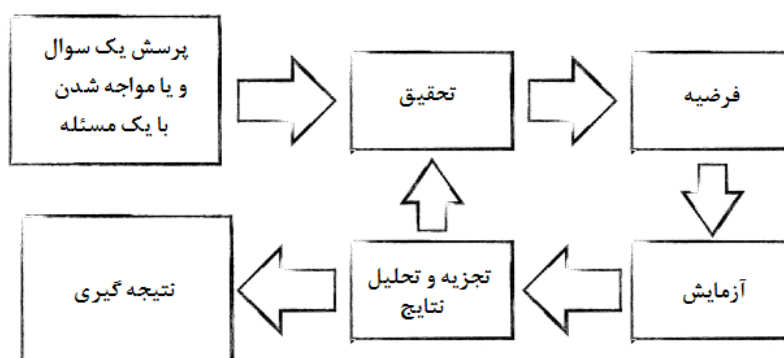 پرسش یک سوال
و یا مواجه شدن
با یک مسئله
تحقیق
فرضیه
آزمایش
تجزیه و تحلیل
نتایج
نتیجه گیری